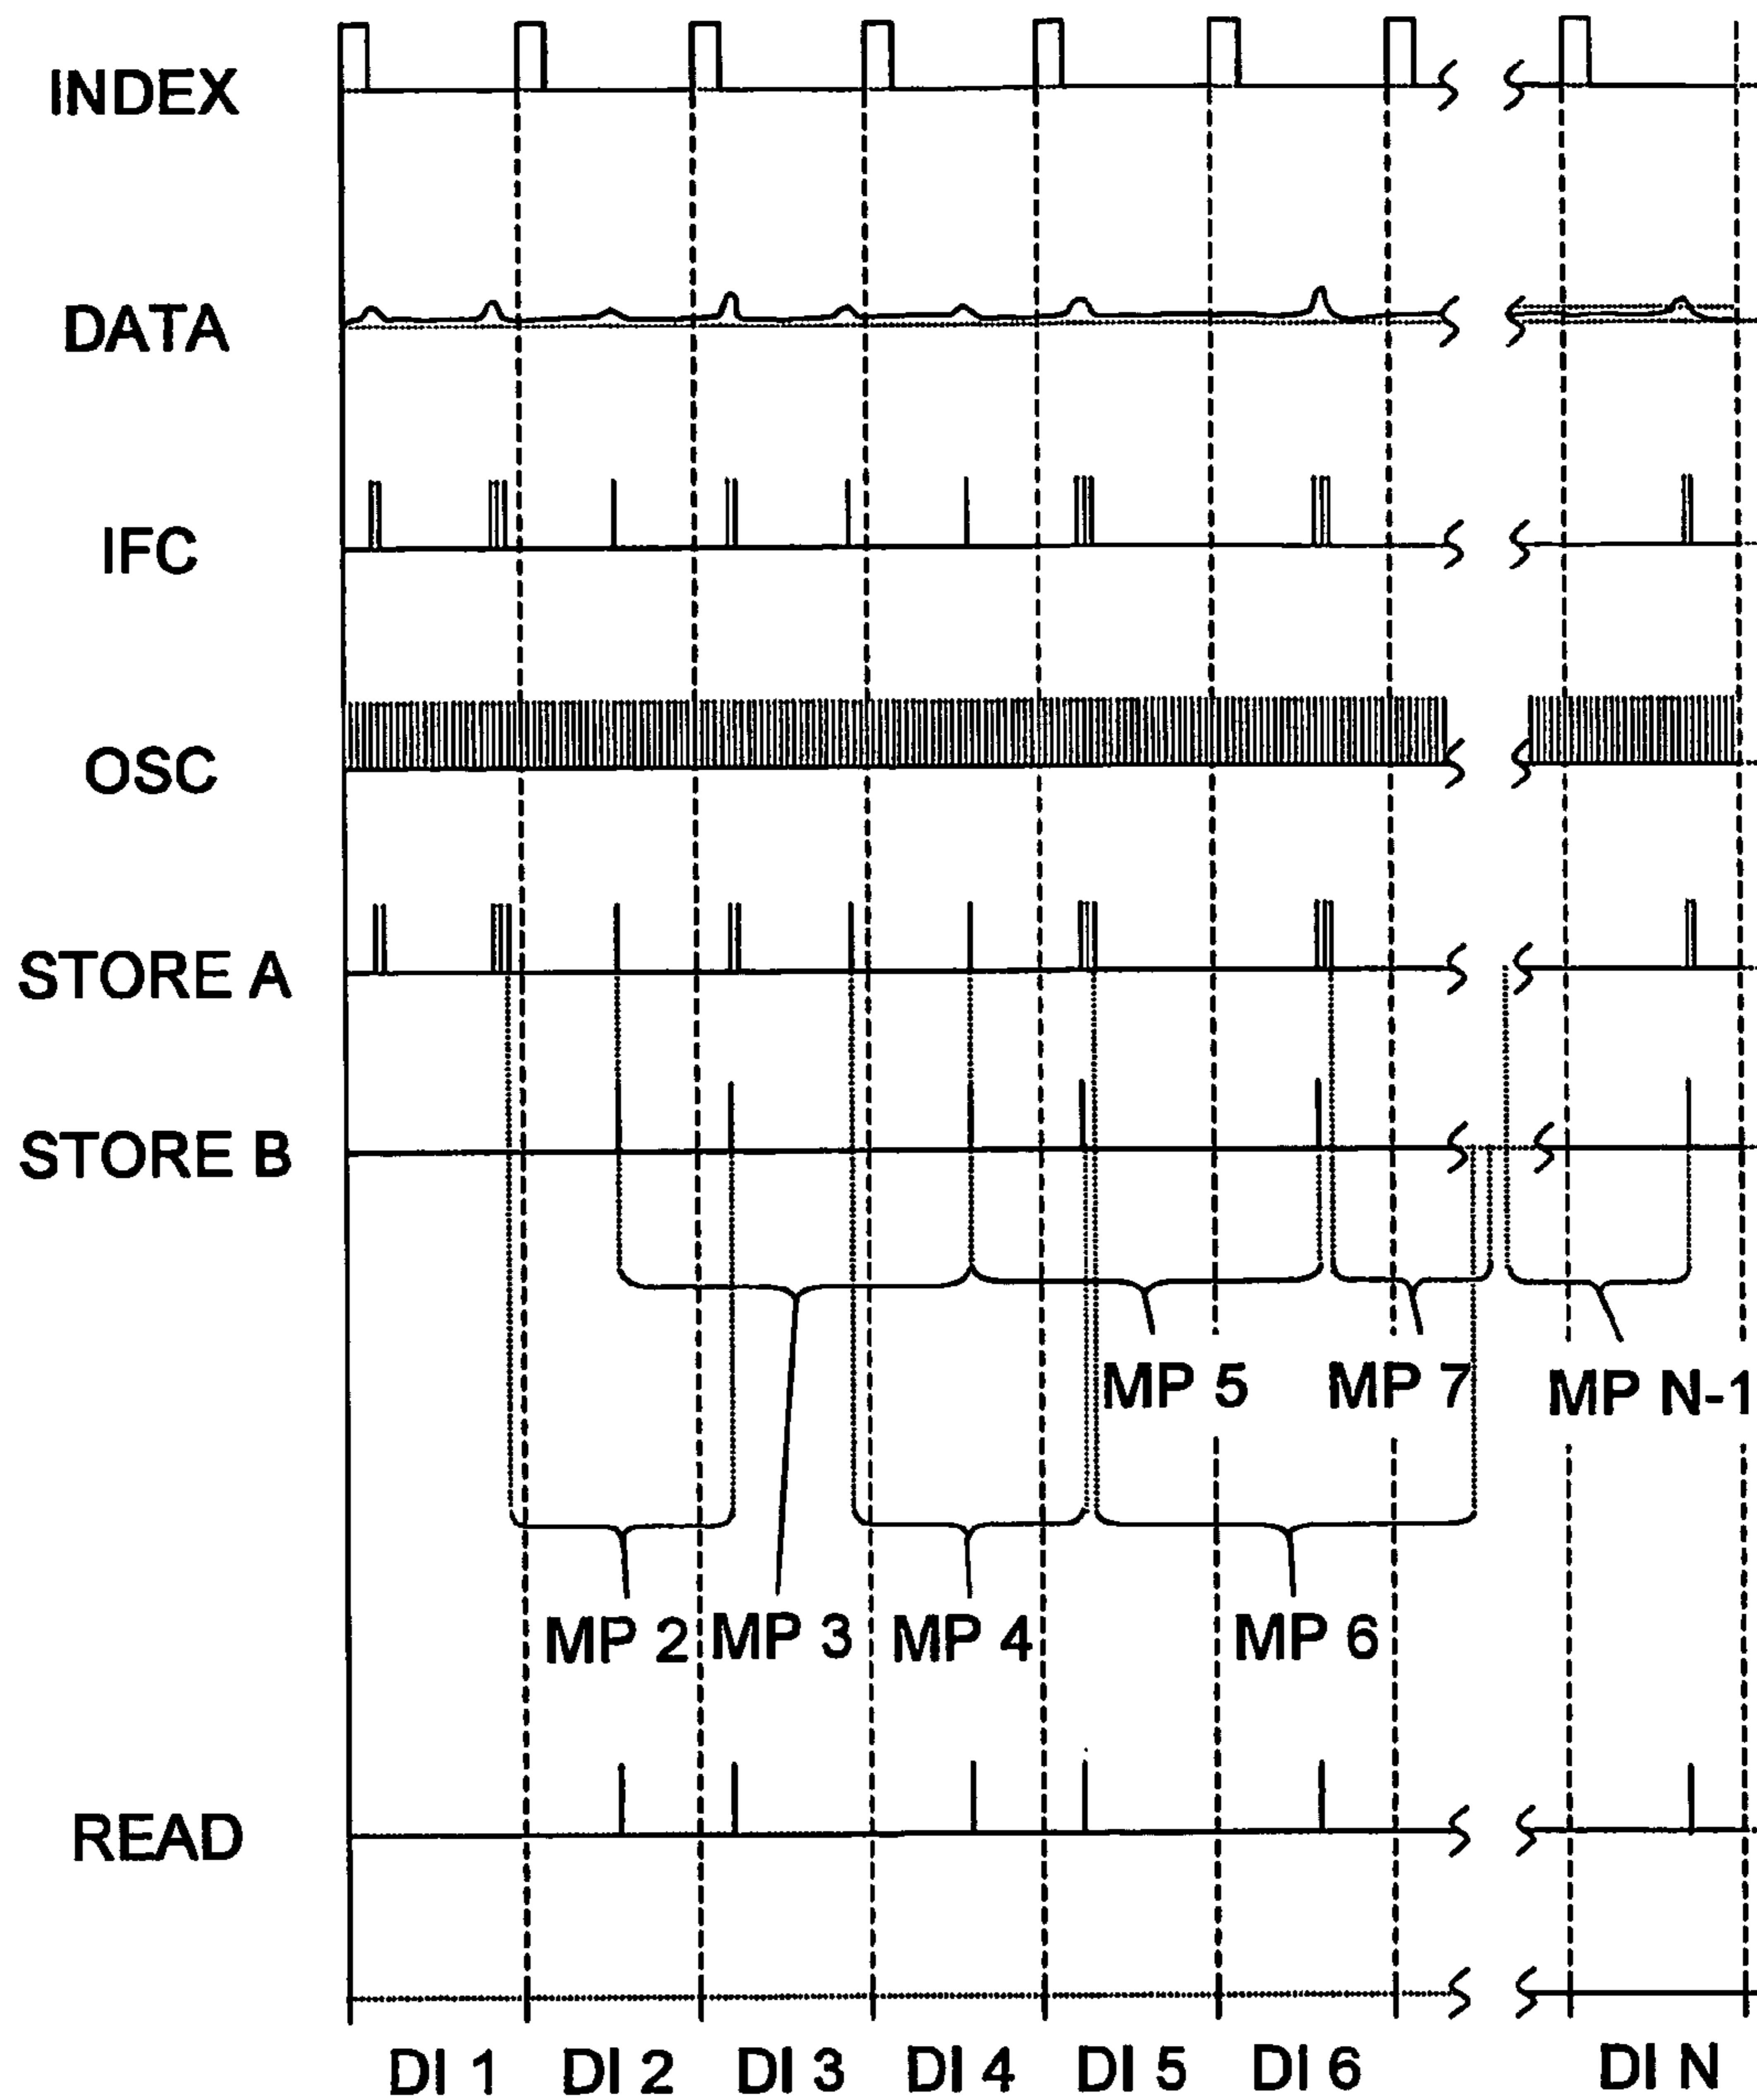 INDEX
DATA
IFC
OSC
STORE A
STORE B
MP 5 MP 7 MP N-1
MP 2 MP 3 MP 4 MP 6
READ
DI 1 DI 2 DI 3 DI 4 DI 5 DI 6 DI N